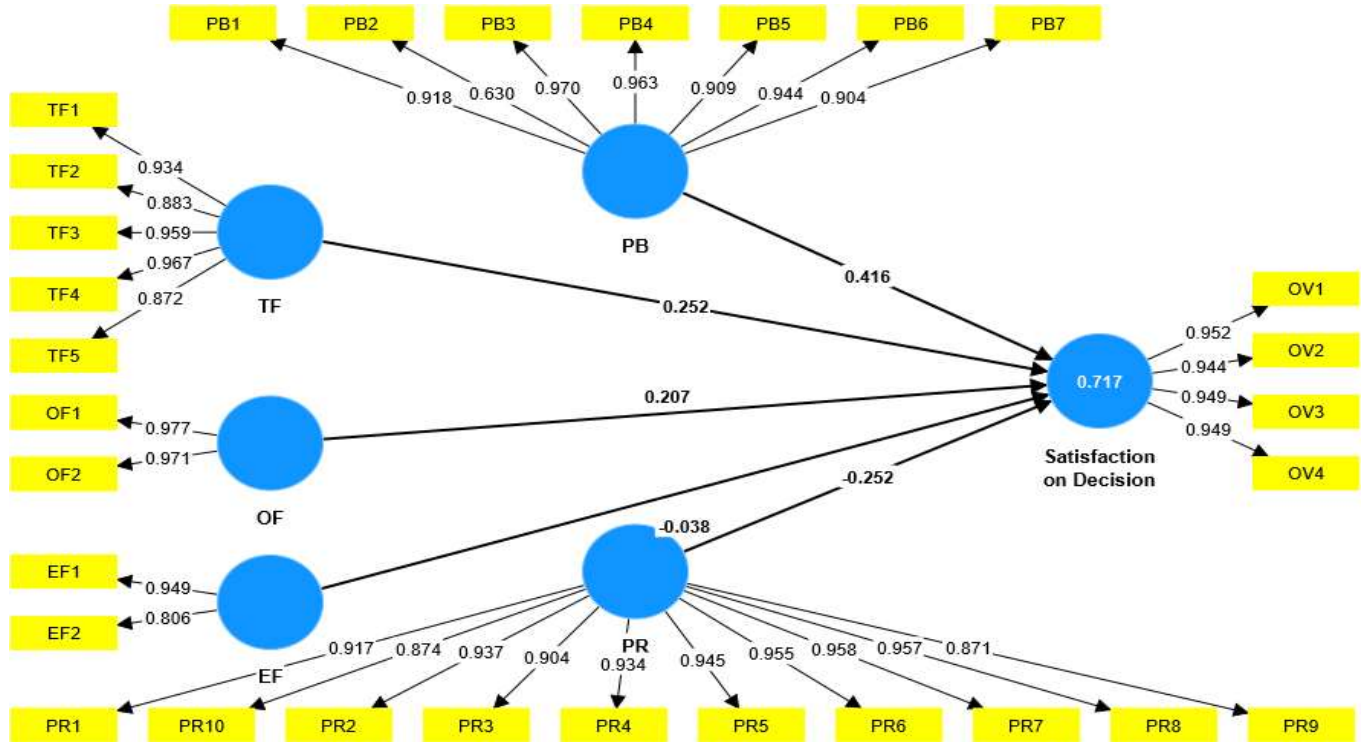 PB1 PB2 PB3 PB4 PB5 PB6 PB7
0.918 0.630 0.970 0.963 0.909 0.944 0.904
PB
TF1
TF2
TF3
TF4
TF5
0.934
0.883
0.959
0.967
0.872
TF
OF1
OF2
0.977
0.971
OF
EF1
EF2
0.949
0.806
EF
0.416
0.252
0.207
-0.038
-0.252
0.717
Satisfaction
on Decision
0.952
0.944
0.949
0.949
OV1
OV2
OV3
OV4
PR
0.917 0.874 0.937 0.904 0.934 0.945 0.955 0.958 0.957 0.871
PR1 PR10 PR2 PR3 PR4 PR5 PR6 PR7 PR8 PR9